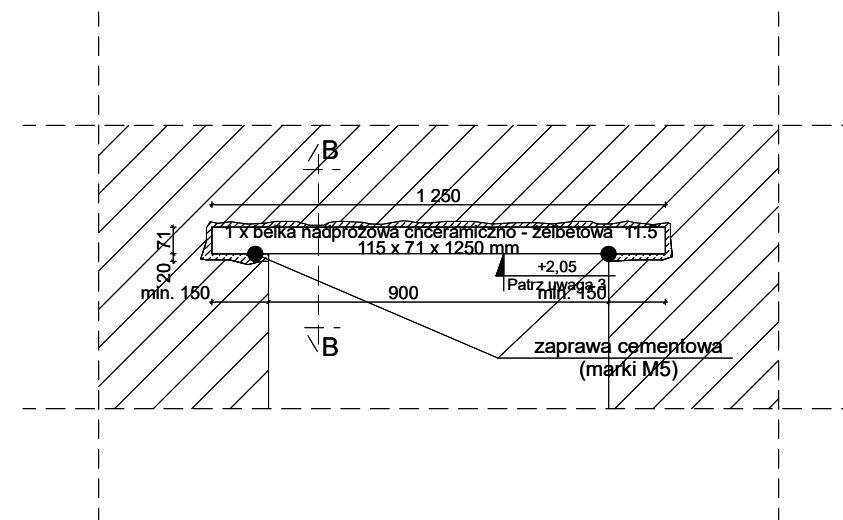 B
1 250
1 x belka nadprożowa chceramiczno - żelbetowa 11.5
115 x 71 x 1250 mm
71
20
+2,05
Patrz uwaga 3
min. 150
900
min. 150
B
zaprawa cementowa
(marki M5)